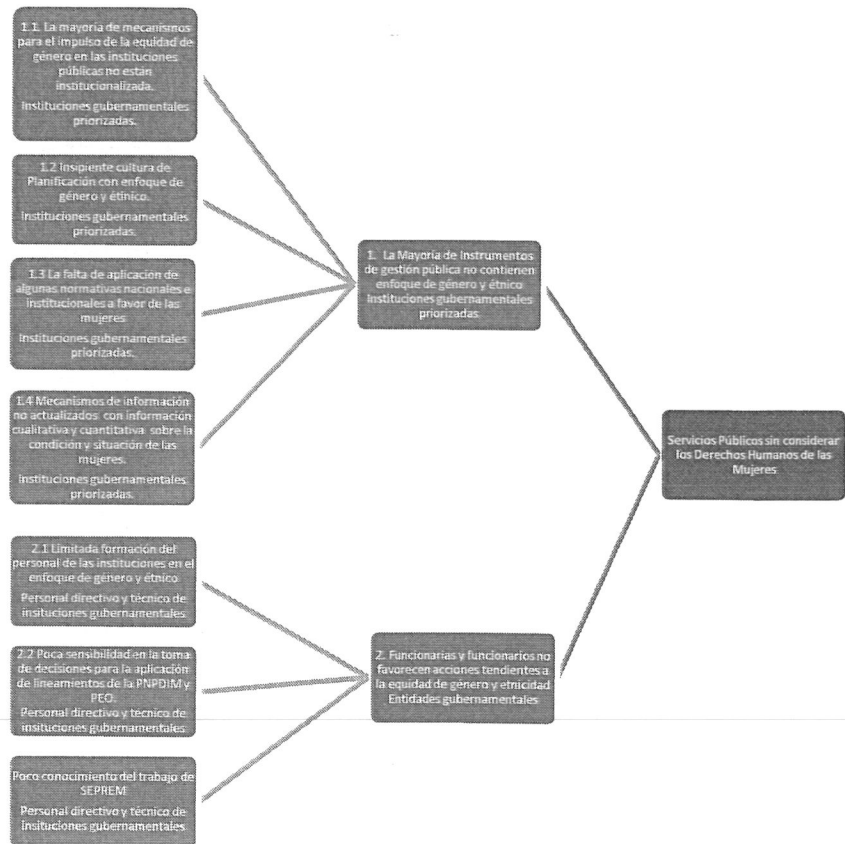 1.1. La mayoría de mecanismos
para el impulso de la equidad de
género en las instituciones
públicas no están
institucionalizada.
Instituciones gubernamentales
priorizadas.
1.2 Insipiente cultura de
Planificación con enfoque de
género y étinico.
Instituciones gubernamentales
priorizadas.
1.3 La falta de aplicación de
algunas normativas nacionales e
institucionales a favor de las
mujeres
Instituciones gubernamentales
priorizadas.
1.4 Mecanismos de información
no actualizados con información
cualitativa y cuantitativa sobre la
condición y situación de las
mujeres.
Instituciones gubernamentales
priorizadas.
1. La Mayoría de Instrumentos
de gestión pública no contienen
enfoque de género y étnico
Instituciones gubernamentales
priorizadas
2.1 Limitada formación del
personal de las instituciones en el
enfoque de género y étnico
Personal directivo y técnico de
insituciones gubernamentales
2.2 Poca sensibilidad en la toma
de decisiones para la aplicación
de lineamientos de la PNPDIM y
PEO.
Personal directivo y técnico de
insituciones gubernamentales
Poco conocimiento del trabajo de
SEPREM
Personal directivo y técnico de
insituciones gubernamentales
2. Funcionarias y funcionarios no
favorecen acciones tendientes a
la equidad de género y etnicidad
Entidades gubernamentales
Servicios Públicos sin considerar
los Derechos Humanos de las
Mujeres